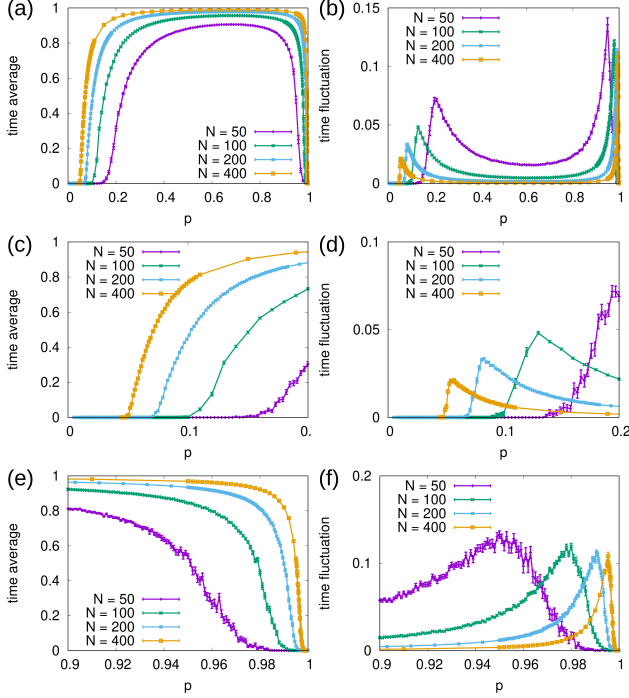 (a)
time average
1
0.8
0.6
0.4
0.2
0
N = 50
N = 100
N = 200
N = 400
0
0.2
0.4
0.6
0.8
1
p
(b)
time fluctuation
0.15
0.1
0.05
0
N = 50
N = 100
N = 200
N = 400
0
0.2
0.4
0.6
0.8
1
p
(c)
time average
1
0.8
0.6
0.4
0.2
0
N = 50
N = 100
N = 200
N = 400
0
0.1
0.
p
(d)
time fluctuation
0.1
0.05
0
N = 50
N = 100
N = 200
N = 400
0
0.1
0.2
p
(e)
time average
1
0.8
0.6
0.4
0.2
0
N = 50
N = 100
N = 200
N = 400
0.9
0.92
0.94
0.96
0.98
1
p
(f)
time fluctuation
0.2
0.1
0
N = 50
N = 100
N = 200
N = 400
0.9
0.92
0.94
0.96
0.98
1
p